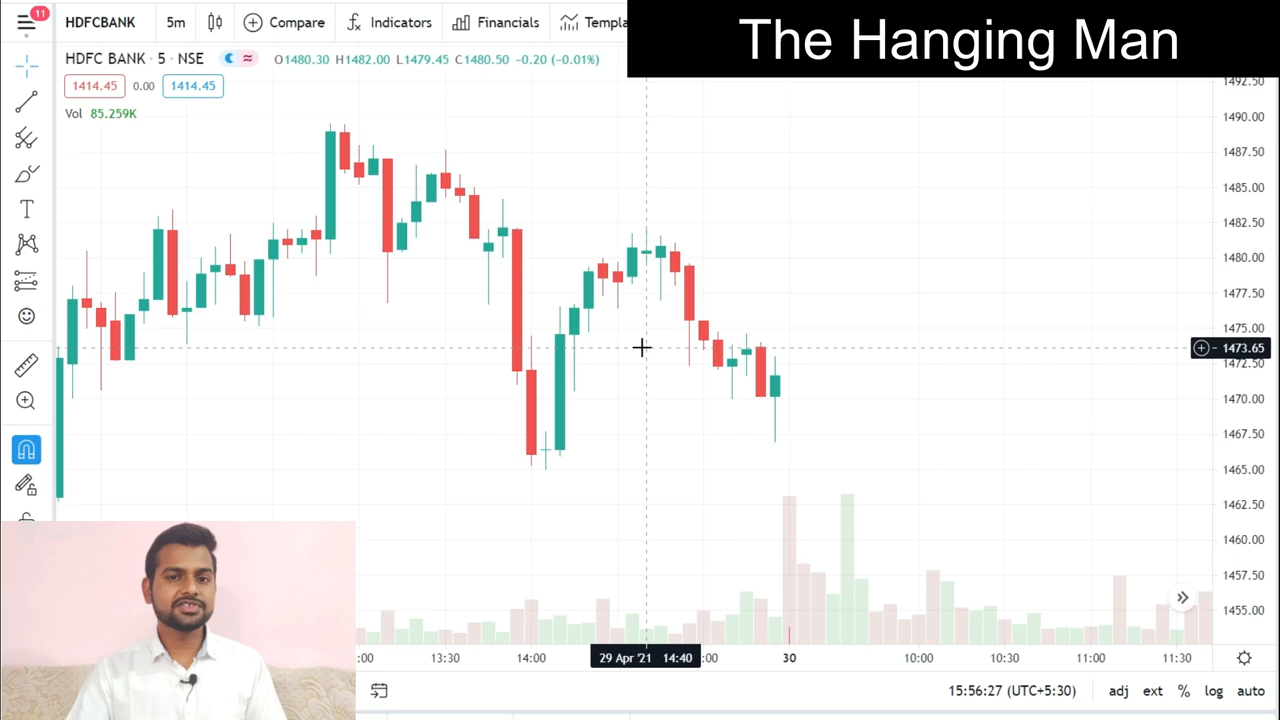 11
HDFCBANK 5m Compare Indicators Financials Templa
The Hanging Man
HDFC BANK · 5 · NSE O1480.30 H1482.00 L1479.45 C1480.50 −0.20 (−0.01%)
1414.45 0.00 1414.45
Vol 85.259K
1492.50
1490.00
1487.50
1485.00
1482.50
1480.00
1477.50
1475.00
1473.65
1472.50
1470.00
1467.50
1465.00
1462.50
1460.00
1457.50
1455.00
:00 13:30 14:00 29 Apr '21 14:40 :00 30 10:00 10:30 11:00 11:30
15:56:27 (UTC+5:30) adj ext % log auto